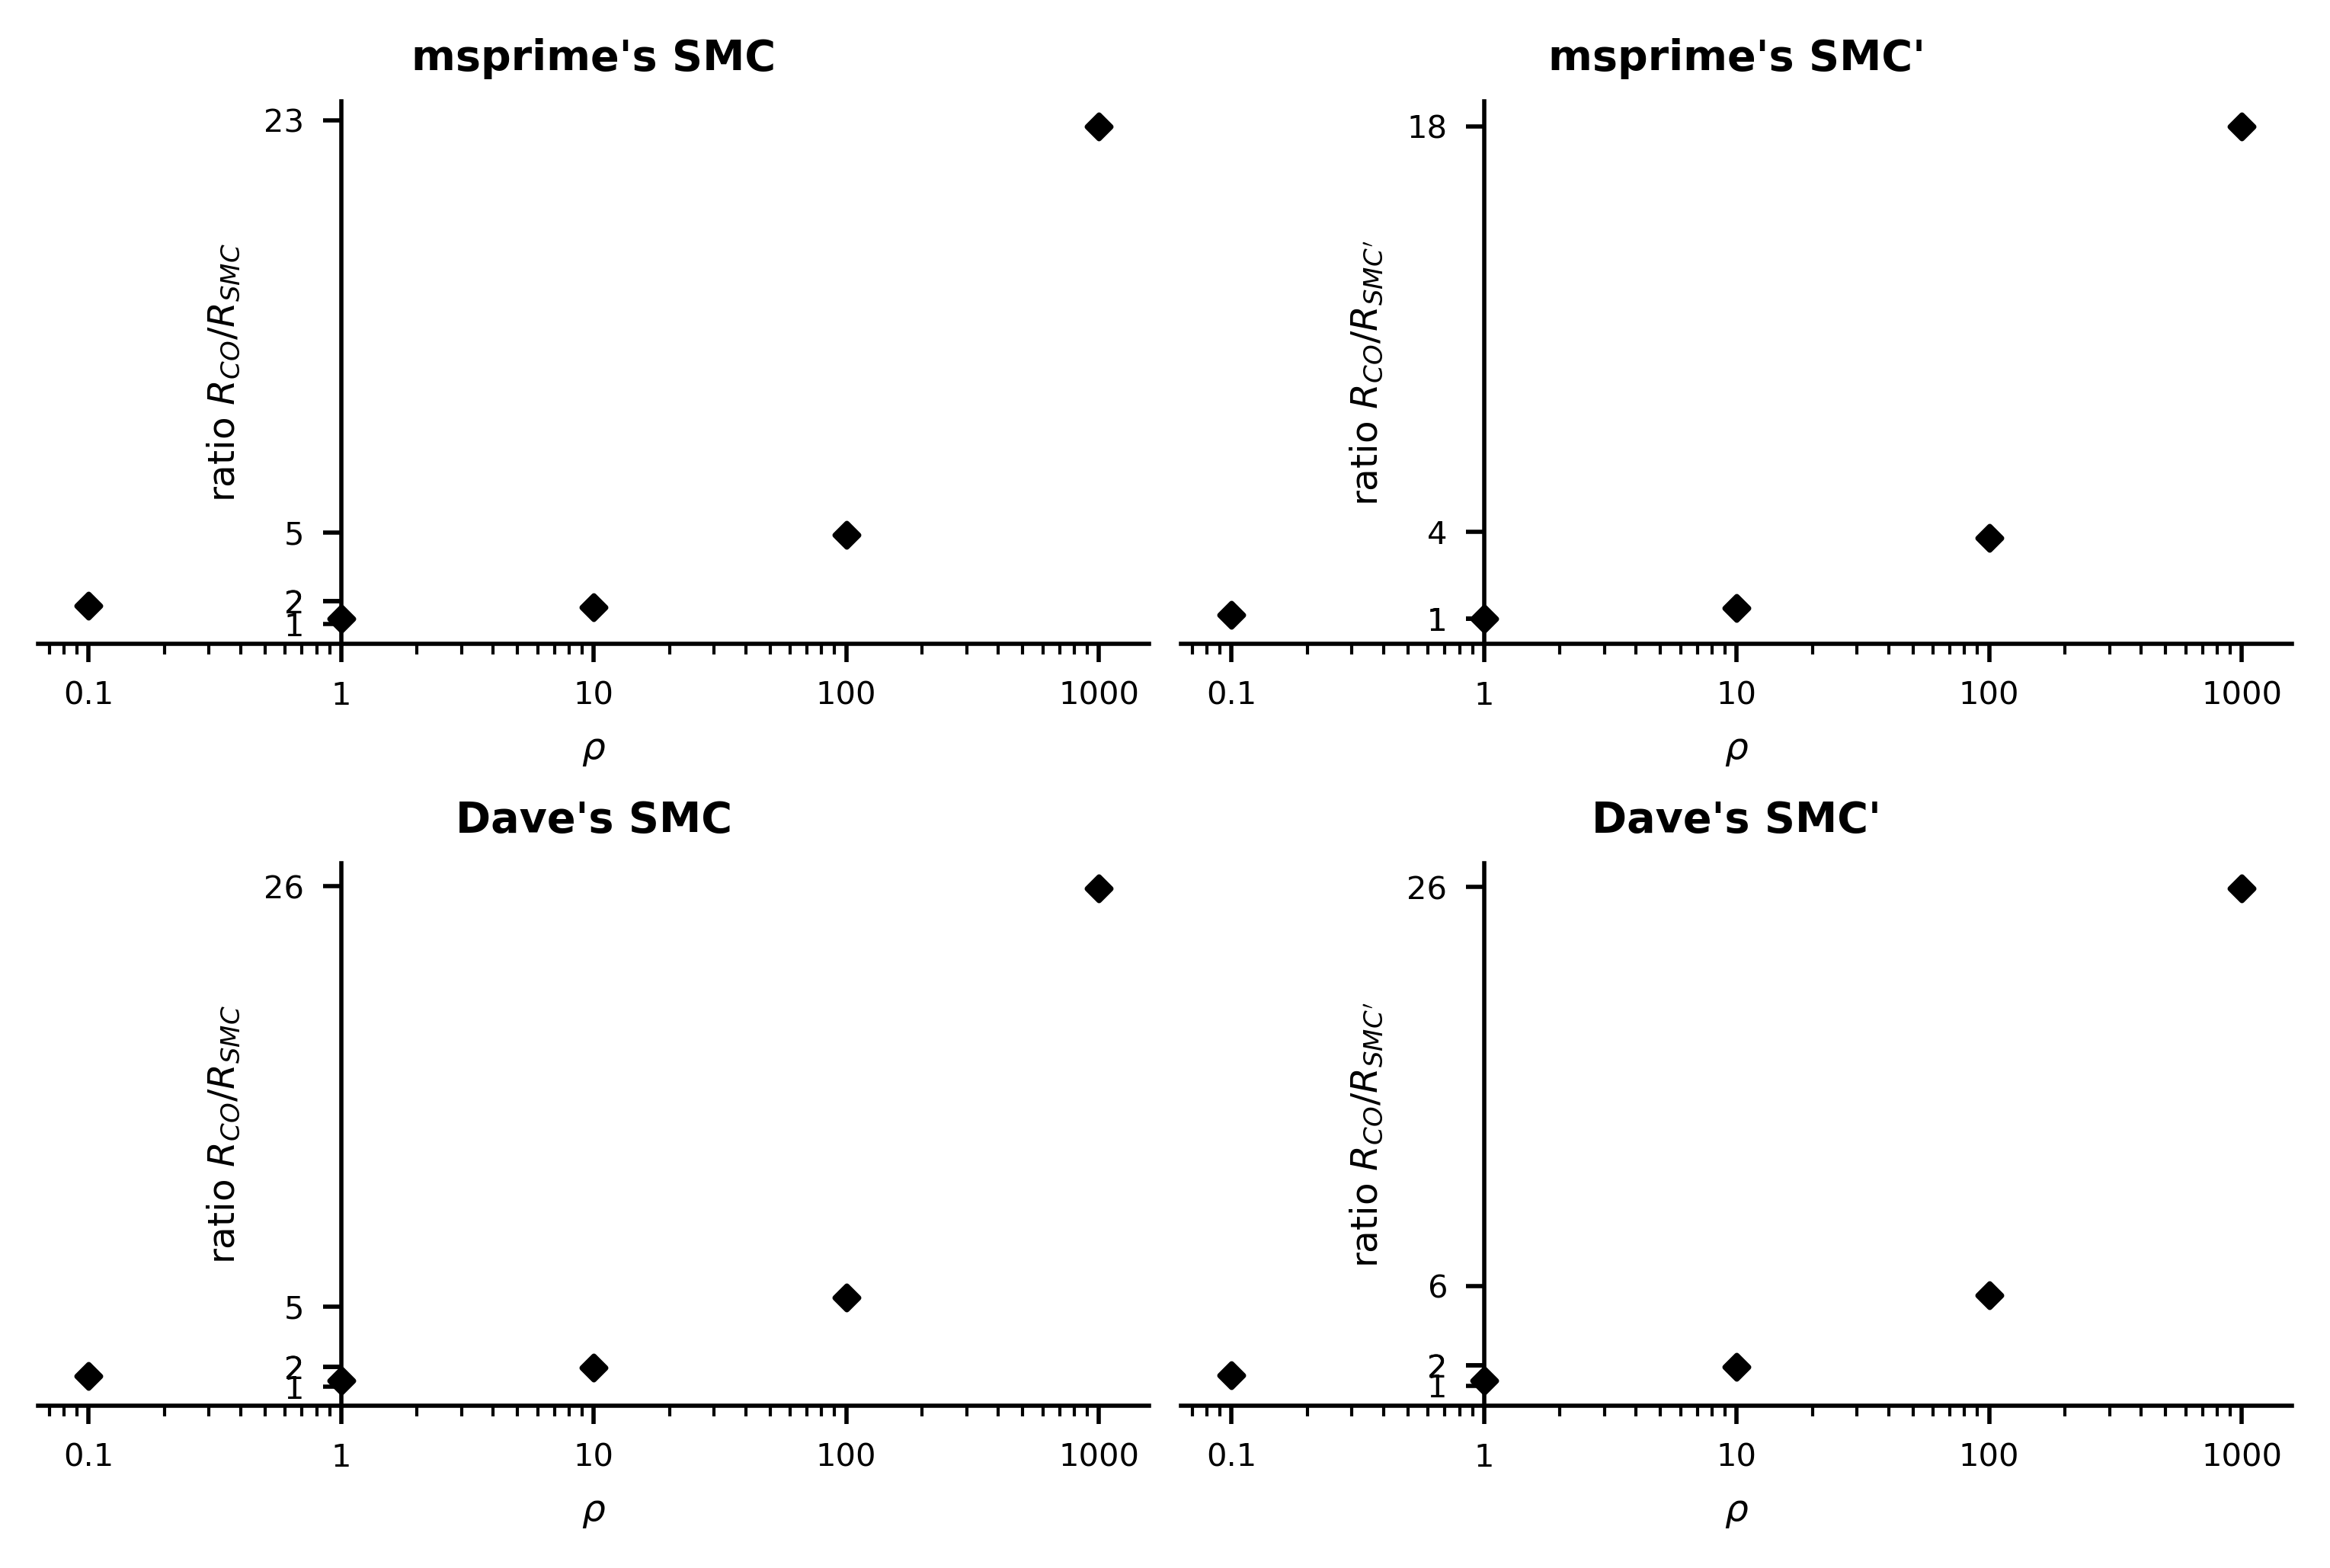 msprime's SMC
23
5
2
1
ratio R_CO/R_SMC
0.1 1 10 100 1000
ρ
msprime's SMC'
18
4
1
ratio R_CO/R_SMC'
0.1 1 10 100 1000
ρ
Dave's SMC
26
5
2
1
ratio R_CO/R_SMC
0.1 1 10 100 1000
ρ
Dave's SMC'
26
6
2
1
ratio R_CO/R_SMC'
0.1 1 10 100 1000
ρ